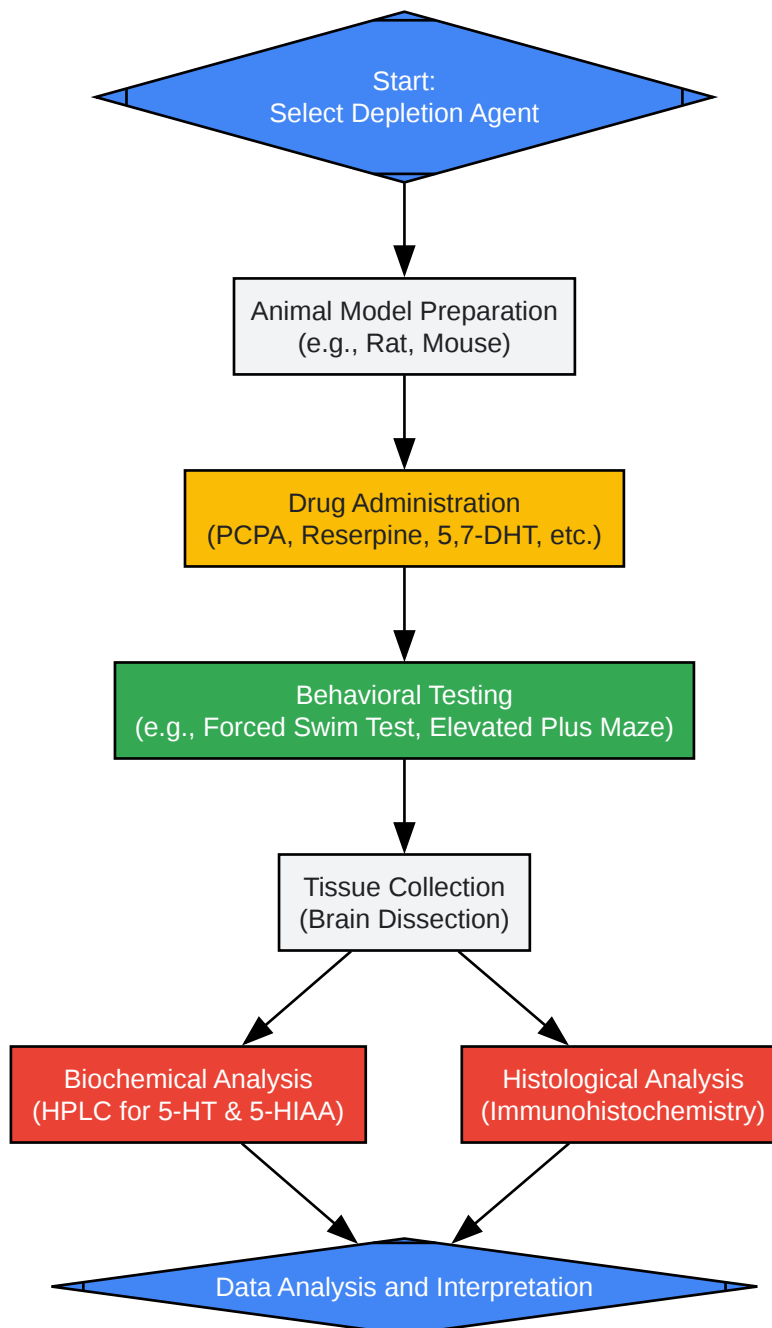 Start:
Select Depletion Agent
Animal Model Preparation
(e.g., Rat, Mouse)
Drug Administration
(PCPA, Reserpine, 5,7-DHT, etc.)
Behavioral Testing
(e.g., Forced Swim Test, Elevated Plus Maze)
Tissue Collection
(Brain Dissection)
Biochemical Analysis
(HPLC for 5-HT & 5-HIAA)
Histological Analysis
(Immunohistochemistry)
Data Analysis and Interpretation